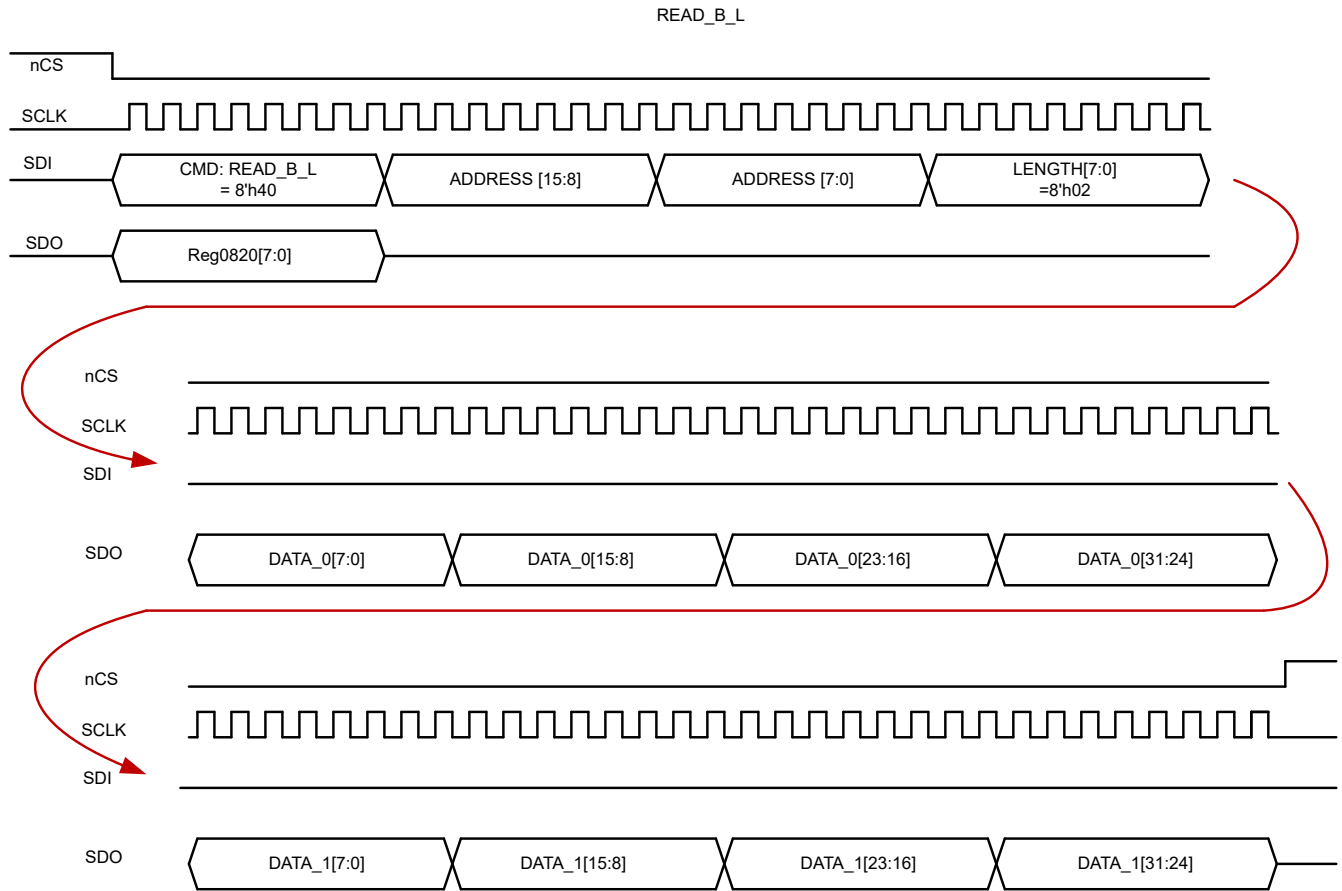 READ_B_L
nCS
SCLK
SDI
CMD: READ_B_L
= 8'h40
ADDRESS [15:8]
ADDRESS [7:0]
LENGTH[7:0]
=8'h02
SDO
Reg0820[7:0]
nCS
SCLK
SDI
SDO
DATA_0[7:0]
DATA_0[15:8]
DATA_0[23:16]
DATA_0[31:24]
nCS
SCLK
SDI
SDO
DATA_1[7:0]
DATA_1[15:8]
DATA_1[23:16]
DATA_1[31:24]